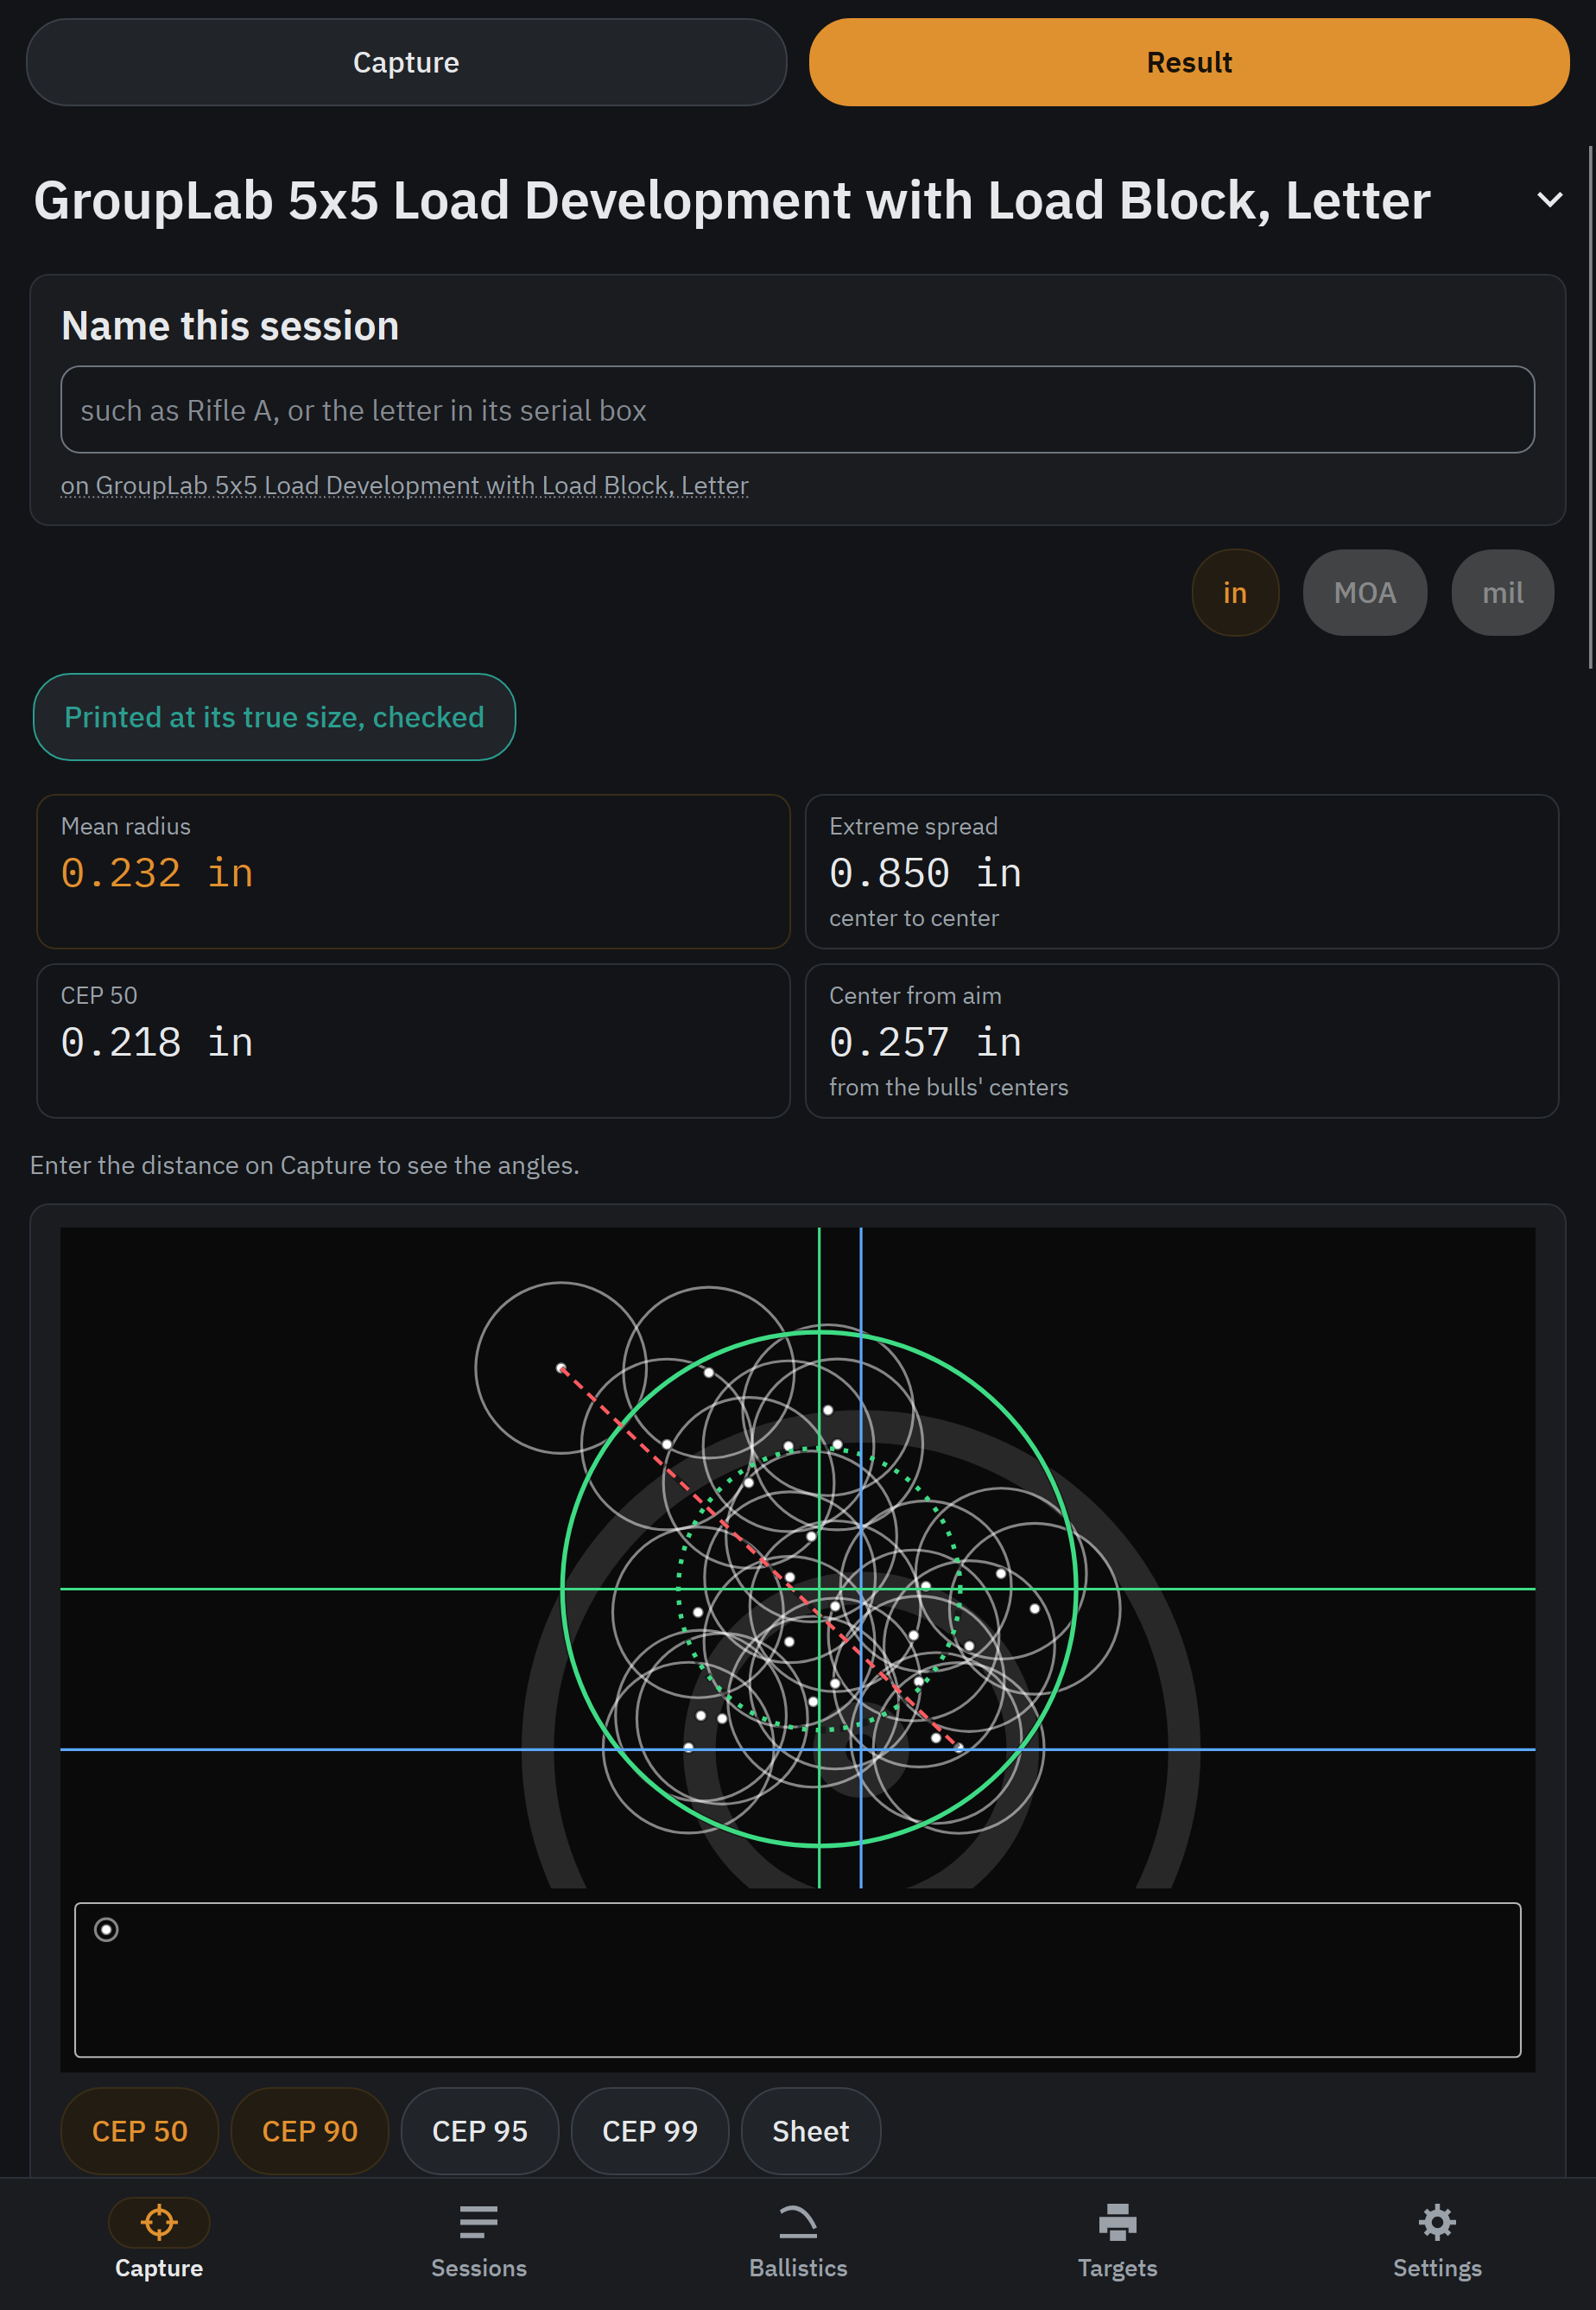 Capture
Result
GroupLab 5x5 Load Development with Load Block, Letter
Name this session
such as Rifle A, or the letter in its serial box
on GroupLab 5x5 Load Development with Load Block, Letter
in
MOA
mil
Printed at its true size, checked
Mean radius
0.232 in
Extreme spread
0.850 in
center to center
CEP 50
0.218 in
Center from aim
0.257 in
from the bulls' centers
Enter the distance on Capture to see the angles.
CEP 50
CEP 90
CEP 95
CEP 99
Sheet
Capture
Sessions
Ballistics
Targets
Settings